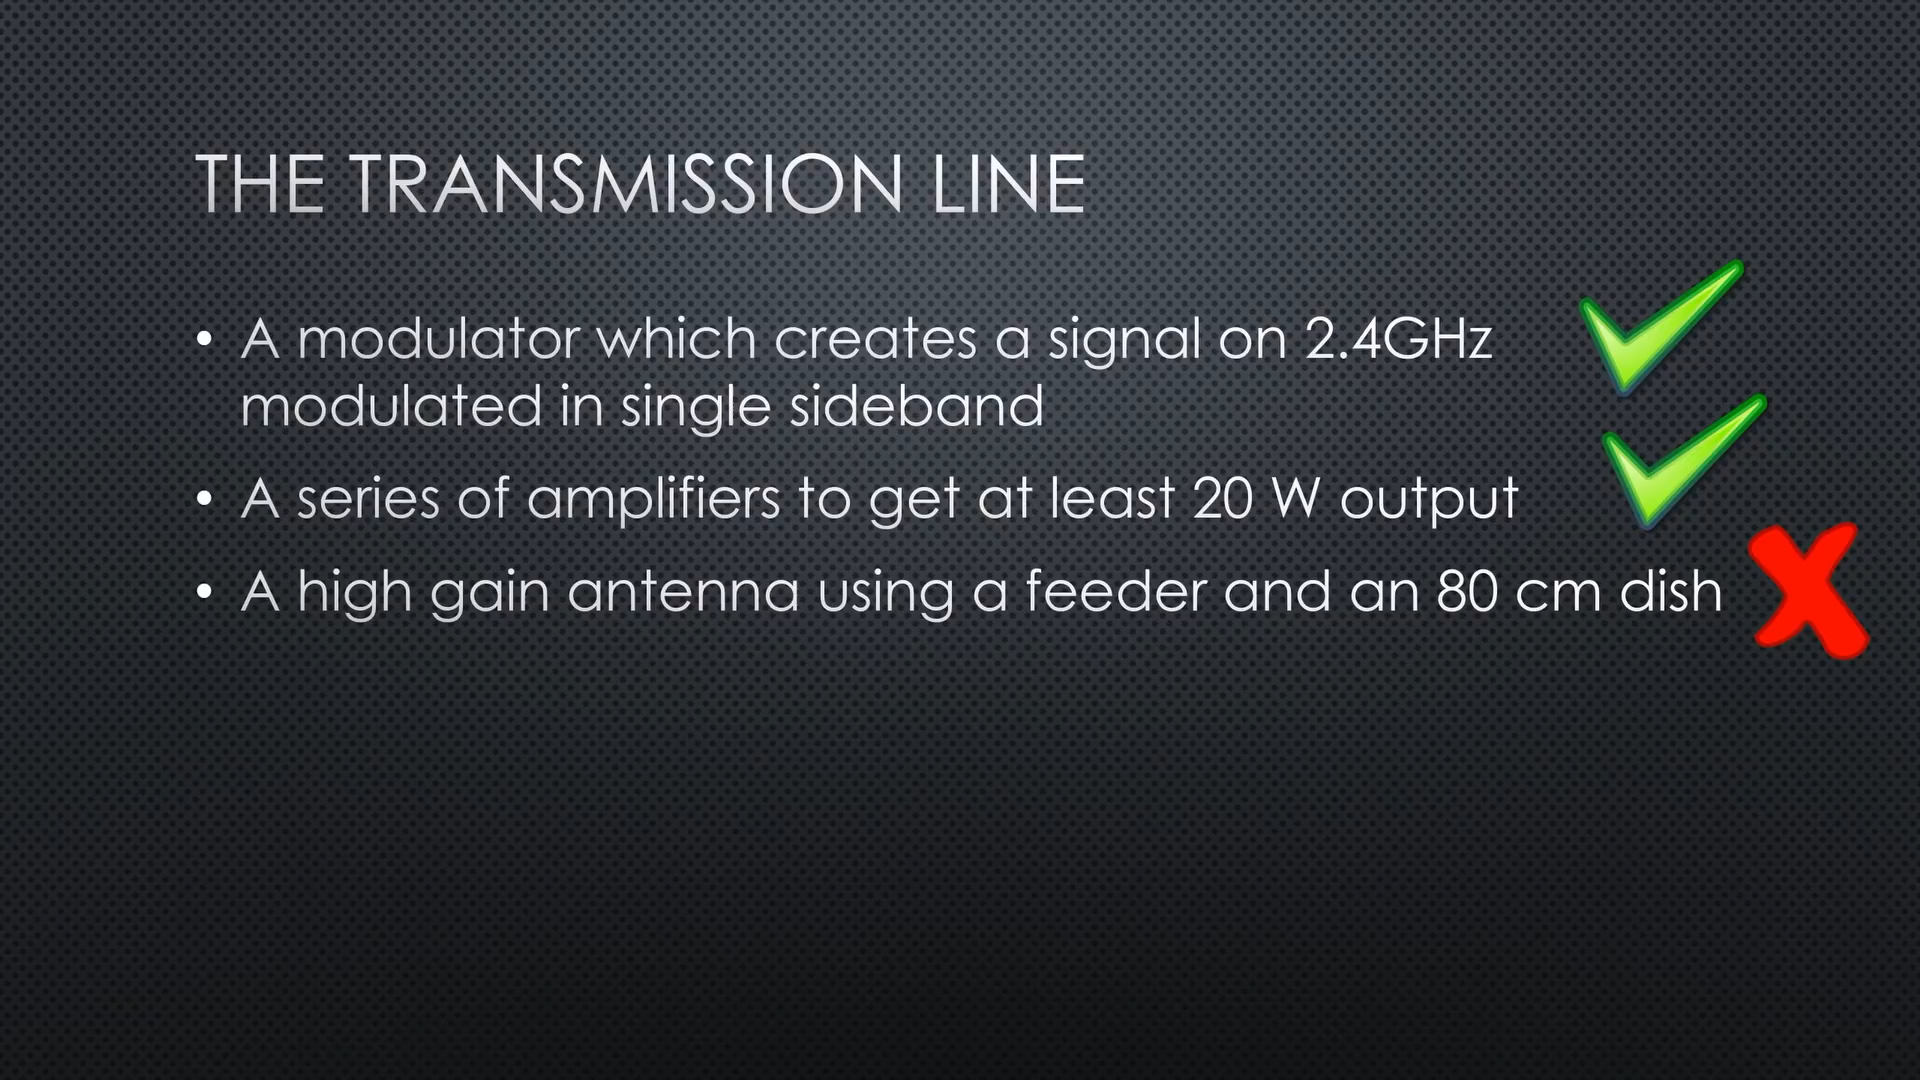 THE TRANSMISSION LINE
• A modulator which creates a signal on 2.4GHz
modulated in single sideband
• A series of amplifiers to get at least 20 W output
• A high gain antenna using a feeder and an 80 cm dish